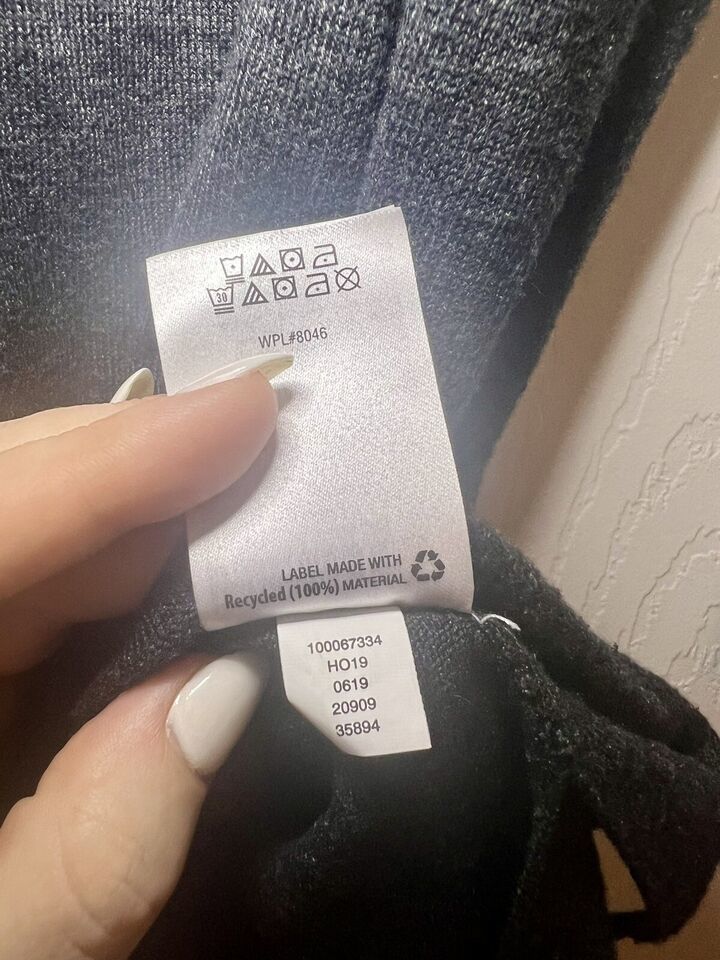 30
WPL#8046
LABEL MADE WITH
Recycled (100%) MATERIAL
100067334
HO19
0619
20909
35894